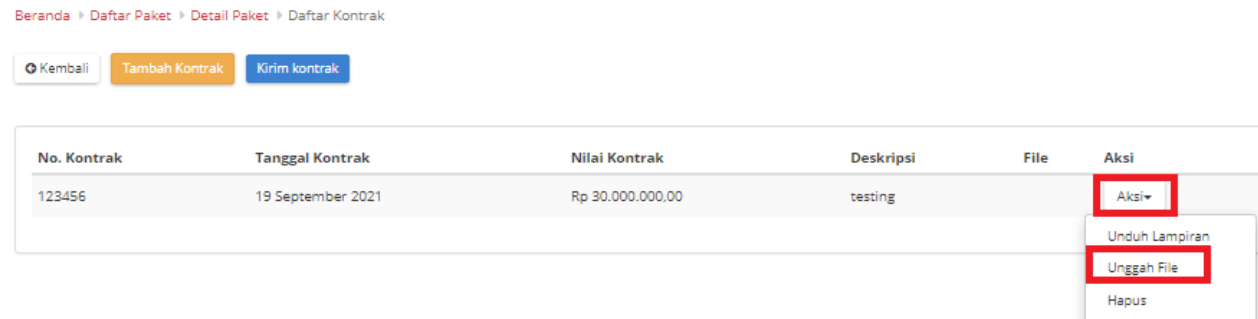 Beranda Daftar Paket Detail Paket Daftar Kontrak
Kembali Tambah Kontrak Kirim kontrak
No. Kontrak Tanggal Kontrak Nilai Kontrak Deskripsi File Aksi
123456 19 September 2021 Rp 30.000.000,00 testing Aksi
Unduh Lampiran
Unggah File
Hapus